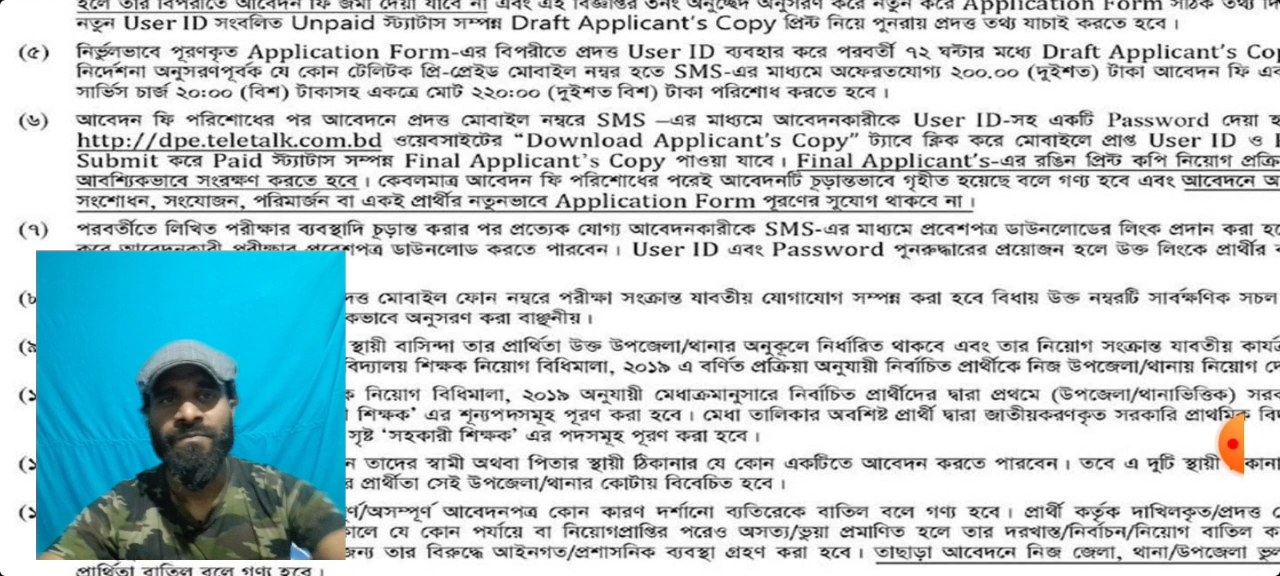 হলে তার বিপরীতে আবেদন ফি জমা দেয়া যাবে না এবং এই বিজ্ঞপ্তির ৩নং অনুচ্ছেদ অনুসরণ করে নতুন করে Application Form সঠিক তথ্য
নতুন User ID সংবলিত Unpaid স্ট্যাটাস সম্পন্ন Draft Applicant's Copy প্রিন্ট নিয়ে পুনরায় প্রদত্ত তথ্য যাচাই করতে হবে।
(৫) নির্ভুলভাবে পূরণকৃত Application Form-এর বিপরীতে প্রদত্ত User ID ব্যবহার করে পরবর্তী ৭২ ঘন্টার মধ্যে Draft Applicant's
নির্দেশনা অনুসরণপূর্বক যে কোন টেলিটক প্রি-প্রেইড মোবাইল নম্বর হতে SMS-এর মাধ্যমে অফেরতযোগ্য ২০০.০০ (দুইশত) টাকা আবেদন ফি
সার্ভিস চার্জ ২০:০০ (বিশ) টাকাসহ একত্রে মোট ২২০:০০ (দুইশত বিশ) টাকা পরিশোধ করতে হবে।
(৬) আবেদন ফি পরিশোধের পর আবেদনে প্রদত্ত মোবাইল নম্বরে SMS –এর মাধ্যমে আবেদনকারীকে User ID-সহ একটি Password দেয়া
http://dpe.teletalk.com.bd ওয়েবসাইটের "Download Applicant's Copy" ট্যাবে ক্লিক করে মোবাইলে প্রাপ্ত User ID ও
Submit করে Paid স্ট্যাটাস সম্পন্ন Final Applicant's Copy পাওয়া যাবে। Final Applicant's-এর রঙিন প্রিন্ট কপি নিয়োগ
আবশ্যিকভাবে সংরক্ষণ করতে হবে। কেবলমাত্র আবেদন ফি পরিশোধের পরেই আবেদনটি চূড়ান্তভাবে গৃহীত হয়েছে বলে গণ্য হবে এবং আবেদনে
সংশোধন, সংযোজন, পরিমার্জন বা একই প্রার্থীর নতুনভাবে Application Form পূরণের সুযোগ থাকবে না।
(৭) পরবর্তীতে লিখিত পরীক্ষার ব্যবস্থাদি চূড়ান্ত করার পর প্রত্যেক যোগ্য আবেদনকারীকে SMS-এর মাধ্যমে প্রবেশপত্র ডাউনলোডের লিংক প্রদান করা
করে আবেদনকারী পরীক্ষার প্রবেশপত্র ডাউনলোড করতে পারবেন। User ID এবং Password পুনরুদ্ধারের প্রয়োজন হলে উক্ত লিংকে প্রার্থীর
মোবাইল ফোন নম্বরে পরীক্ষা সংক্রান্ত যাবতীয় যোগাযোগ সম্পন্ন করা হবে বিধায় উক্ত নম্বরটি সার্বক্ষণিক সচল
অনুসরণ করা বাঞ্ছনীয়।
স্থায়ী বাসিন্দা তার প্রার্থিতা উক্ত উপজেলা/থানার অনুকূলে নির্ধারিত থাকবে এবং তার নিয়োগ সংক্রান্ত যাবতীয়
শিক্ষক নিয়োগ বিধিমালা, ২০১৯ এ বর্ণিত প্রক্রিয়া অনুযায়ী নির্বাচিত প্রার্থীকে নিজ উপজেলা/থানায় নিয়োগ
নিয়োগ বিধিমালা, ২০১৯ অনুযায়ী মেধাক্রমানুসারে নির্বাচিত প্রার্থীদের দ্বারা প্রথমে (উপজেলা/থানাভিত্তিক)
শিক্ষক' এর শূন্যপদসমূহ পূরণ করা হবে। মেধা তালিকার অবশিষ্ট প্রার্থী দ্বারা জাতীয়করণকৃত সরকারি প্রাথমিক
সৃষ্ট 'সহকারী শিক্ষক' এর পদসমূহ পূরণ করা হবে।
তাদের স্বামী অথবা পিতার স্থায়ী ঠিকানার যে কোন একটিতে আবেদন করতে পারবেন। তবে এ দুটি স্থায়ী
প্রার্থীতা সেই উপজেলা/থানার কোটায় বিবেচিত হবে।
আবেদনপত্র কোন কারণ দর্শানো ব্যতিরেকে বাতিল বলে গণ্য হবে। প্রার্থী কর্তৃক দাখিলকৃত/প্রদত্ত
যে কোন পর্যায়ে বা নিয়োগপ্রাপ্তির পরেও অসত্য/ভুয়া প্রমাণিত হলে তার দরখাস্ত/নির্বাচন/নিয়োগ বাতিল
তার বিরুদ্ধে আইনগত/প্রশাসনিক ব্যবস্থা গ্রহণ করা হবে। তাছাড়া আবেদনে নিজ জেলা, থানা/উপজেলা
প্রার্থিতা বাতিল বলে গণ্য হবে।